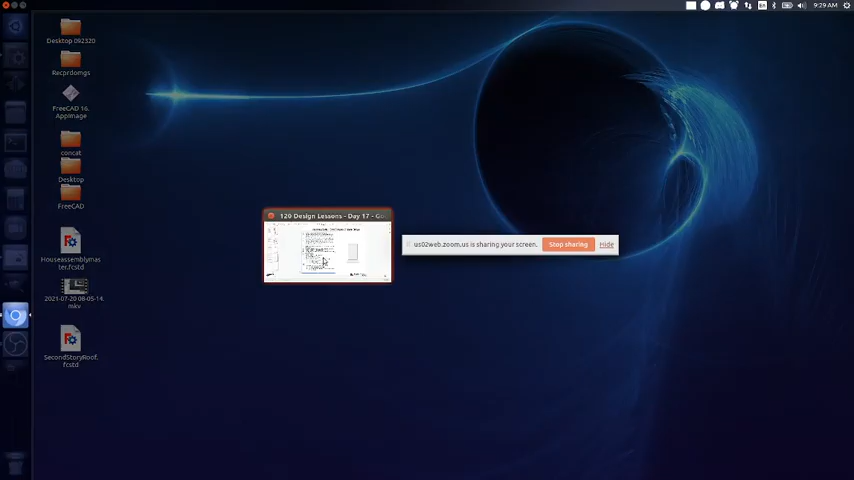 9:29 AM
Desktop 092320
Recprdomgs
FreeCAD 16.
AppImage
concat
Desktop
FreeCAD
Houseassemblymas
ter.fcstd
2021-07-20 08-05-14.
mkv
SecondStoryRoof.
fcstd
120 Design Lessons - Day 17 - Go
us02web.zoom.us is sharing your screen.
Stop sharing
Hide